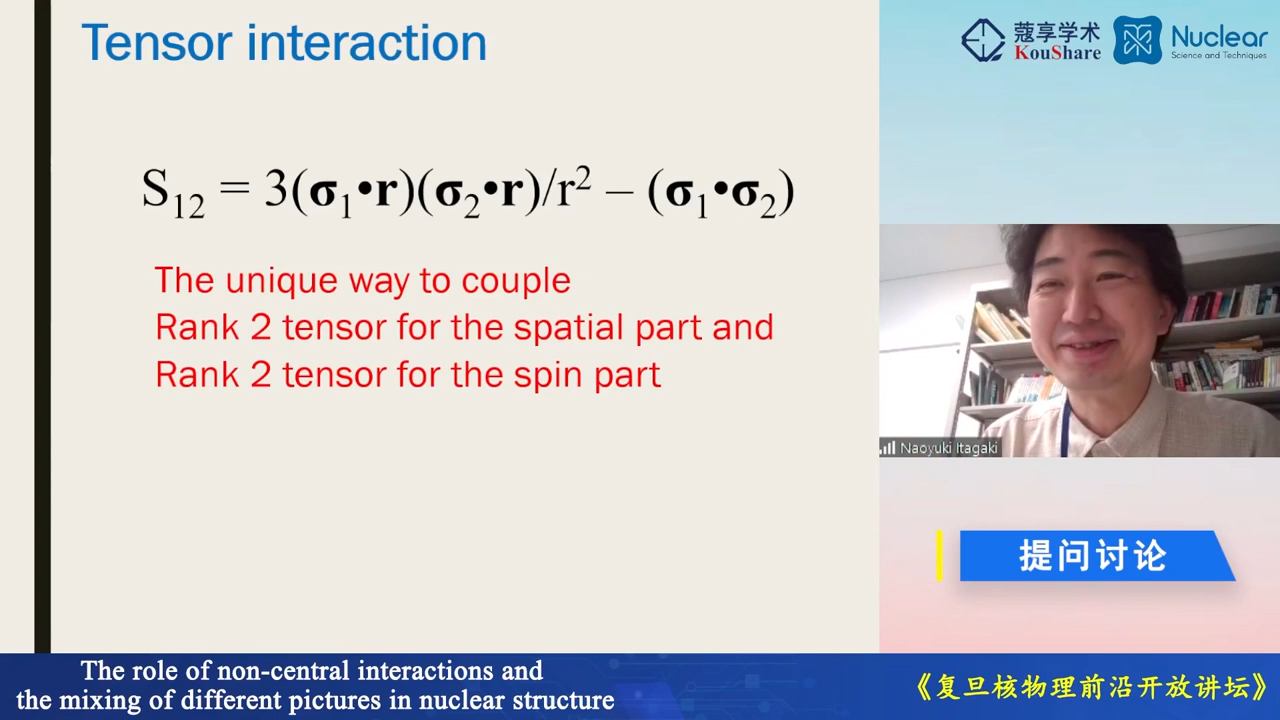 Tensor interaction
S₁₂ = 3(σ₁•r)(σ₂•r)/r² – (σ₁•σ₂)
The unique way to couple
Rank 2 tensor for the spatial part and
Rank 2 tensor for the spin part
蔻享学术
KouShare
Nuclear
Science and Techniques
Naoyuki Itagaki
提问讨论
The role of non-central interactions and
the mixing of different pictures in nuclear structure
《复旦核物理前沿开放讲坛》